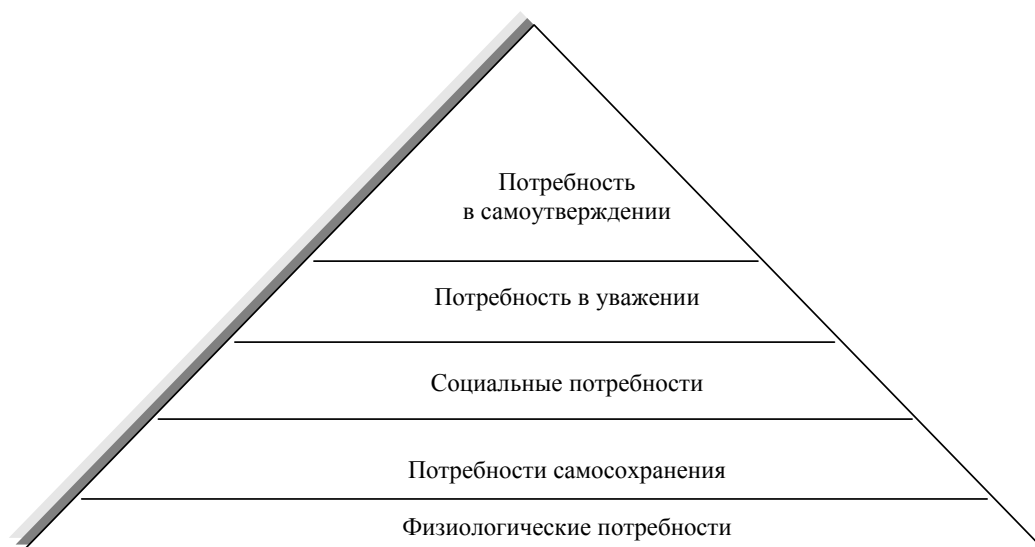 Потребность
в самоутверждении
Потребность в уважении
Социальные потребности
Потребности самосохранения
Физиологические потребности